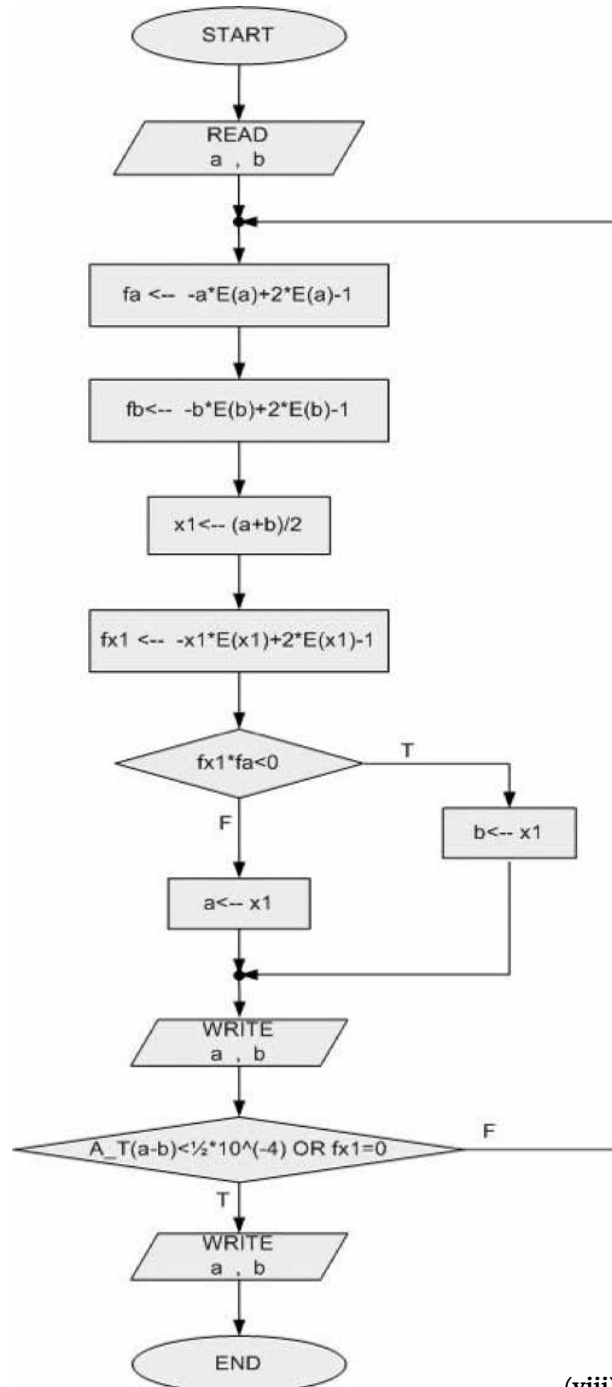 START
READ
a , b
fa <-- -a*E(a)+2*E(a)-1
fb<-- -b*E(b)+2*E(b)-1
x1<-- (a+b)/2
fx1 <-- -x1*E(x1)+2*E(x1)-1
fx1*fa<0
T
F
b<-- x1
a<-- x1
WRITE
a , b
A_T(a-b)<½*10^(-4) OR fx1=0
F
T
WRITE
a , b
END
(viii